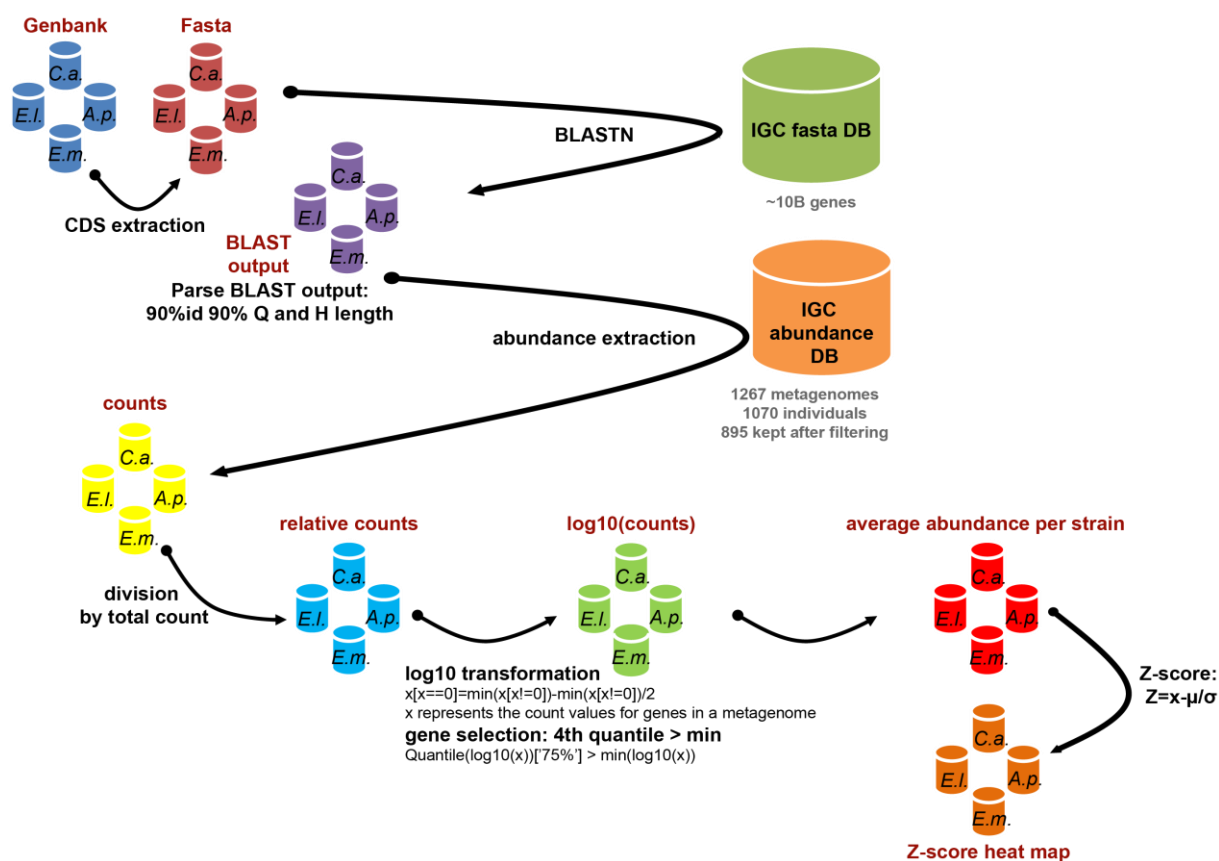 Genbank
Fasta
C.a.
E.l.
A.p.
E.m.
C.a.
E.l.
A.p.
E.m.
CDS extraction
BLASTN
IGC fasta DB
~10B genes
C.a.
E.l.
A.p.
E.m.
BLAST
output
Parse BLAST output:
90%id 90% Q and H length
abundance extraction
IGC
abundance
DB
1267 metagenomes
1070 individuals
895 kept after filtering
counts
C.a.
E.l.
A.p.
E.m.
division
by total count
relative counts
C.a.
E.l.
A.p.
E.m.
log10 transformation
x[x==0]=min(x[x!=0])-min(x[x!=0])/2
x represents the count values for genes in a metagenome
gene selection: 4th quantile > min
Quantile(log10(x))['75%'] > min(log10(x))
log10(counts)
C.a.
E.l.
A.p.
E.m.
average abundance per strain
C.a.
E.l.
A.p.
E.m.
Z-score:
Z=x-µ/σ
C.a.
E.l.
A.p.
E.m.
Z-score heat map